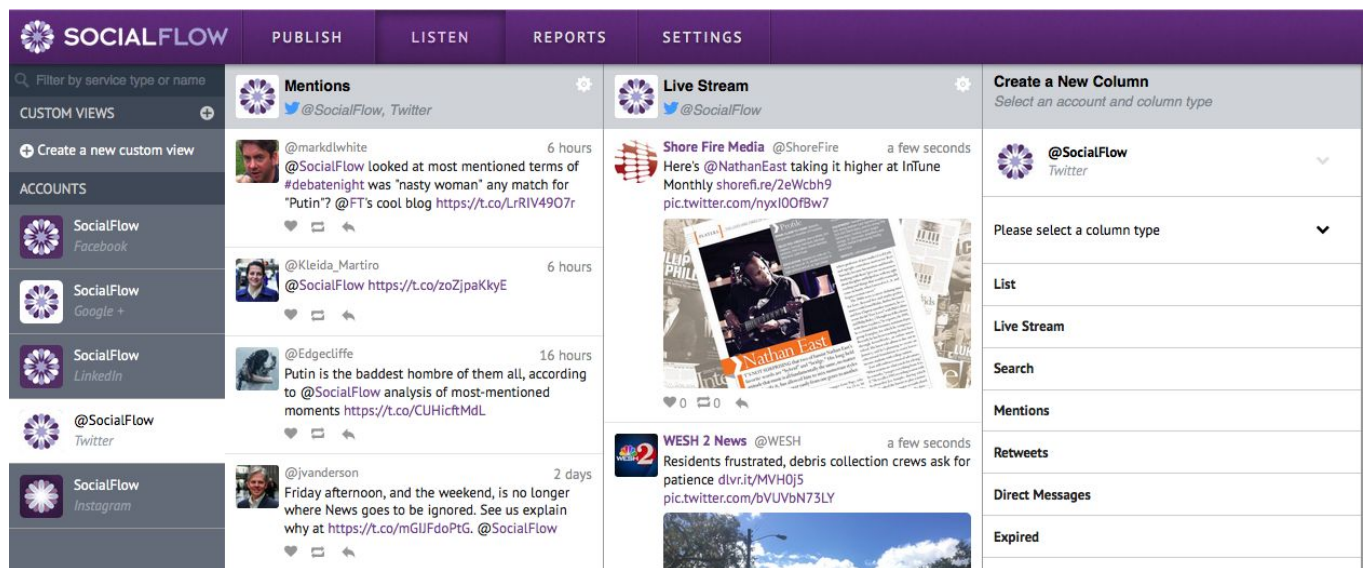 SOCIALFLOW
PUBLISH
LISTEN
REPORTS
SETTINGS
Filter by service type or name
CUSTOM VIEWS
Create a new custom view
ACCOUNTS
SocialFlow
Facebook
SocialFlow
Google +
SocialFlow
LinkedIn
@SocialFlow
Twitter
SocialFlow
Instagram
Mentions
@SocialFlow, Twitter
@markdlwhite
6 hours
@SocialFlow looked at most mentioned terms of
#debatenight was "nasty woman" any match for
"Putin"? @FT's cool blog https://t.co/LrRIV49O7r
@Kleida_Martiro
6 hours
@SocialFlow https://t.co/zoZjpaKkyE
@Edgecliffe
16 hours
Putin is the baddest hombre of them all, according
to @SocialFlow analysis of most-mentioned
moments https://t.co/CUHicftMdL
@jvanderson
2 days
Friday afternoon, and the weekend, is no longer
where News goes to be ignored. See us explain
why at https://t.co/mGIJFdoPtG. @SocialFlow
Live Stream
@SocialFlow
Shore Fire Media @ShoreFire
a few seconds
Here's @NathanEast taking it higher at InTune
Monthly shorefi.re/2eWcbh9
pic.twitter.com/nyxI0OfBw7
Profile
Nathan East
0
0
WESH 2 News @WESH
a few seconds
Residents frustrated, debris collection crews ask for
patience dlvr.it/MVH0j5
pic.twitter.com/bVUVbN73LY
Create a New Column
Select an account and column type
@SocialFlow
Twitter
Please select a column type
List
Live Stream
Search
Mentions
Retweets
Direct Messages
Expired